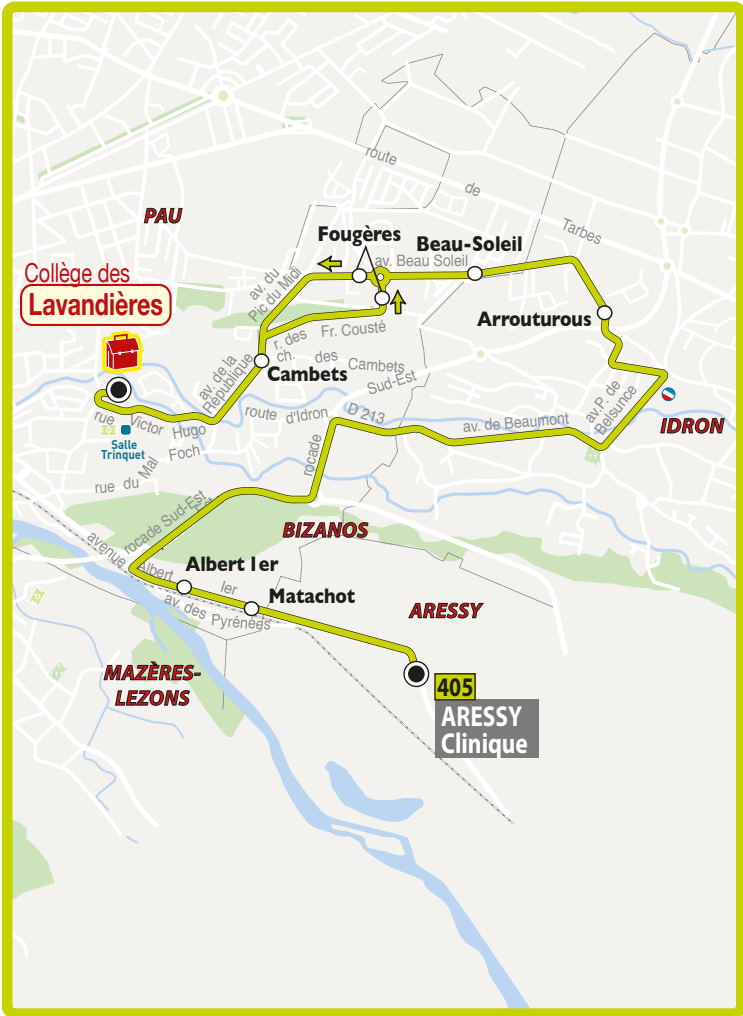 route
de
Tarbes
PAU
Fougères
Beau-Soleil
av. Beau Soleil
av. du
Pic du Midi
Collège des
Lavandières
Arrouturous
r. des Fr. Cousté
ch. des Cambets
Cambets
av. de la
République
Sud-Est
route d'Idron
D 213
av. P. de
Belsunce
av. de Beaumont
IDRON
rue Victor Hugo
Salle
Trinquet
rue du Mal Foch
rocade
rocade Sud-Est
Est
BIZANOS
avenue Albert Ier
Albert 1er
Matachot
av. des Pyrénées
ARESSY
MAZÈRES-
LEZONS
405
ARESSY
Clinique